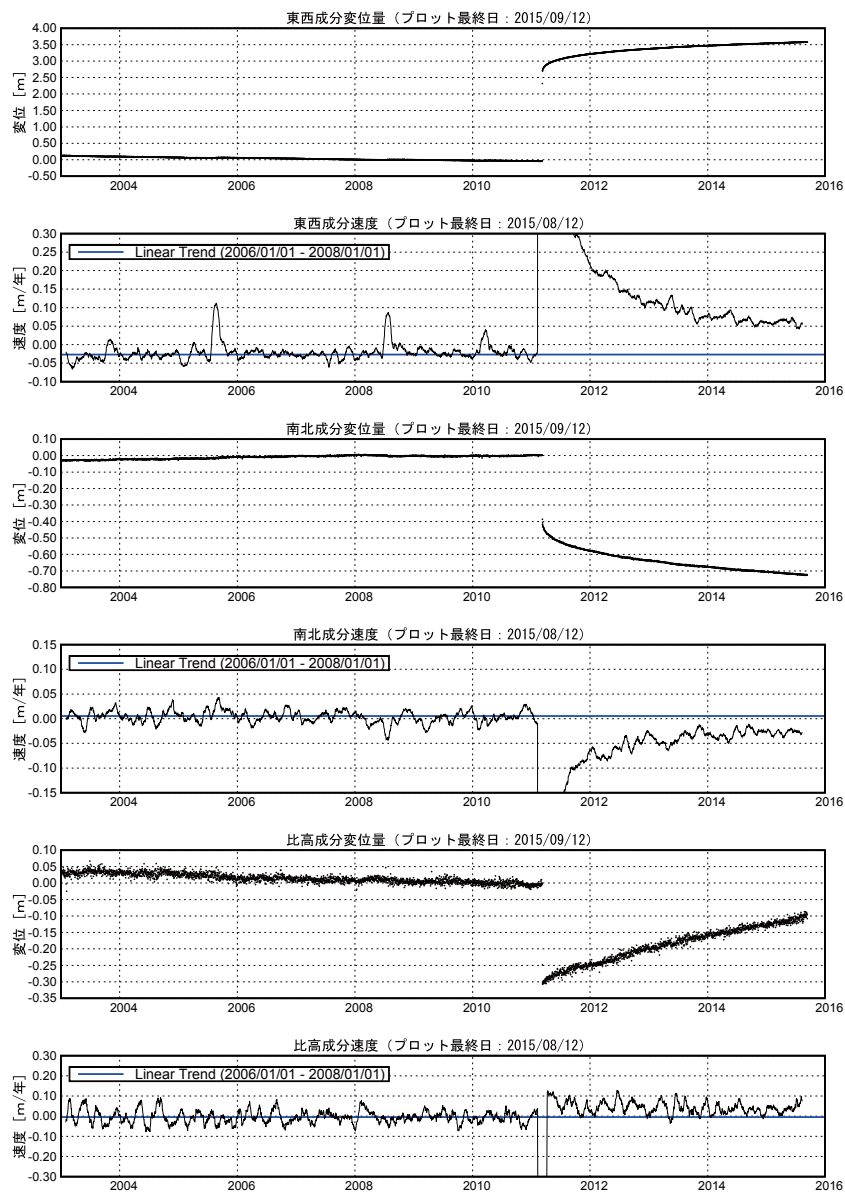 東西成分変位量（プロット最終日：2015/09/12）
変位 [m]
4.00
3.50
3.00
2.50
2.00
1.50
1.00
0.50
0.00
-0.50
2004 2006 2008 2010 2012 2014 2016
東西成分速度（プロット最終日：2015/08/12）
速度 [m/年]
0.30
0.25
0.20
0.15
0.10
0.05
0.00
-0.05
-0.10
Linear Trend (2006/01/01 - 2008/01/01)
2004 2006 2008 2010 2012 2014 2016
南北成分変位量（プロット最終日：2015/09/12）
変位 [m]
0.10
0.00
-0.10
-0.20
-0.30
-0.40
-0.50
-0.60
-0.70
-0.80
2004 2006 2008 2010 2012 2014 2016
南北成分速度（プロット最終日：2015/08/12）
速度 [m/年]
0.15
0.10
0.05
0.00
-0.05
-0.10
-0.15
Linear Trend (2006/01/01 - 2008/01/01)
2004 2006 2008 2010 2012 2014 2016
比高成分変位量（プロット最終日：2015/09/12）
変位 [m]
0.10
0.05
0.00
-0.05
-0.10
-0.15
-0.20
-0.25
-0.30
-0.35
2004 2006 2008 2010 2012 2014 2016
比高成分速度（プロット最終日：2015/08/12）
速度 [m/年]
0.30
0.20
0.10
0.00
-0.10
-0.20
-0.30
Linear Trend (2006/01/01 - 2008/01/01)
2004 2006 2008 2010 2012 2014 2016